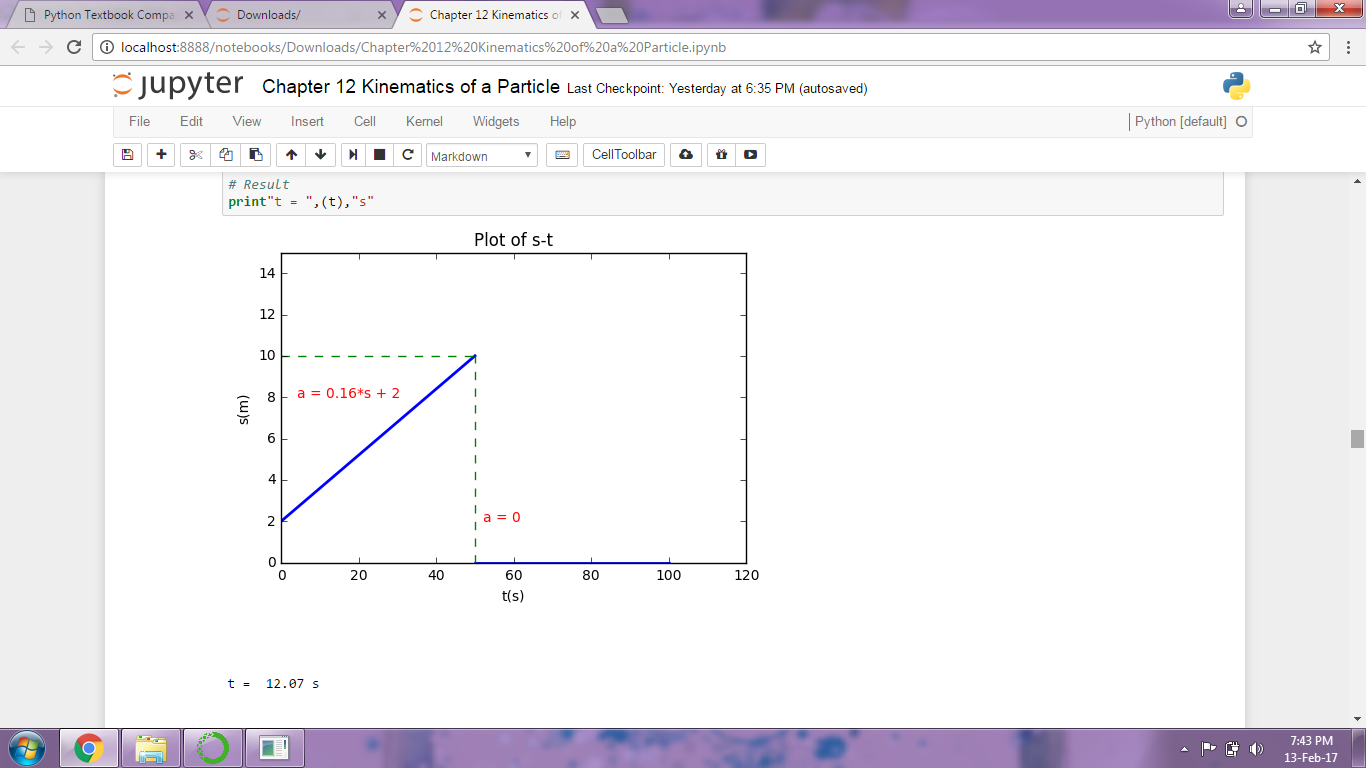 Python Textbook Compa
Downloads/
Chapter 12 Kinematics of
localhost:8888/notebooks/Downloads/Chapter%2012%20Kinematics%20of%20a%20Particle.ipynb
jupyter Chapter 12 Kinematics of a Particle Last Checkpoint: Yesterday at 6:35 PM (autosaved)
File Edit View Insert Cell Kernel Widgets Help Python [default]
Markdown CellToolbar
# Result
print"t = ",(t),"s"
Plot of s-t
14
12
10
8
6
4
2
0
s(m)
a = 0.16*s + 2
a = 0
0 20 40 60 80 100 120
t(s)
t =  12.07 s
7:43 PM
13-Feb-17